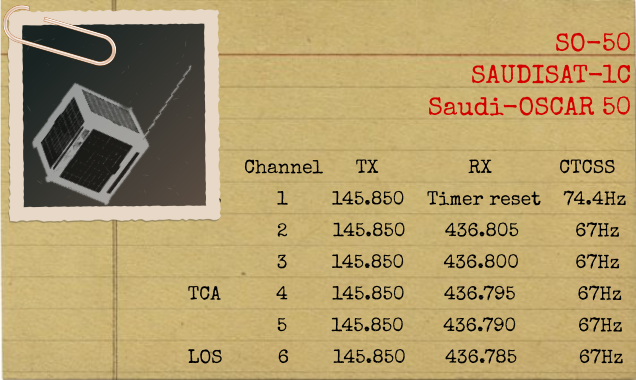 SO-50
SAUDISAT-1C
Saudi-OSCAR 50
Channel TX RX CTCSS
1 145.850 Timer reset 74.4Hz
2 145.850 436.805 67Hz
3 145.850 436.800 67Hz
TCA 4 145.850 436.795 67Hz
5 145.850 436.790 67Hz
LOS 6 145.850 436.785 67Hz